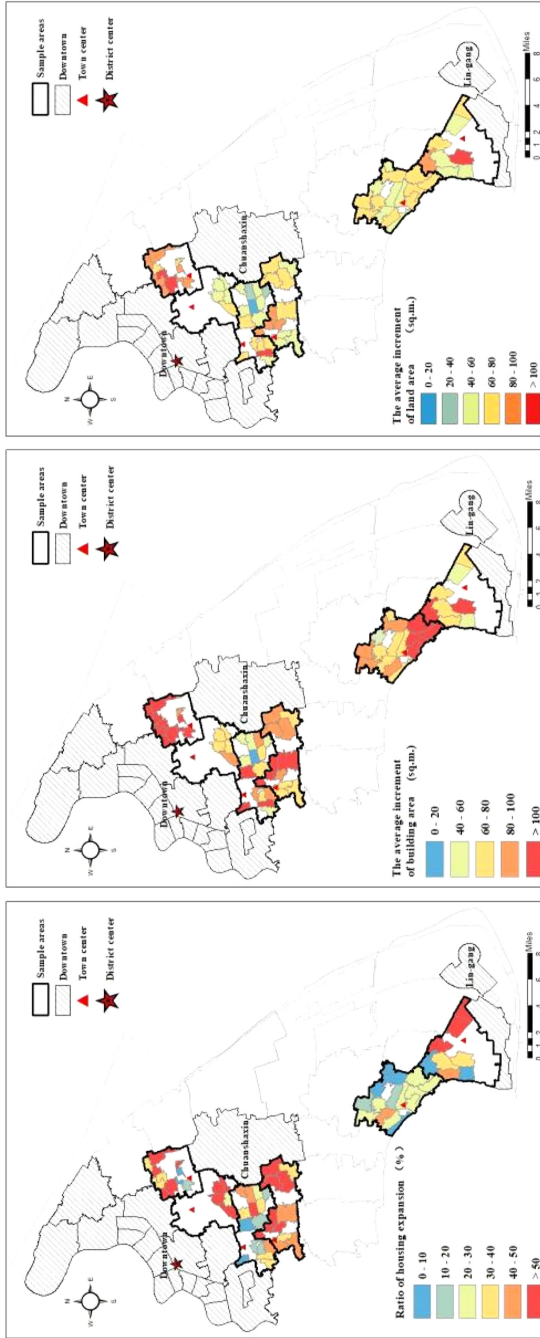 Sample areas
Downtown
Town center
District center
N
W E
S
Downtown
Chuanshaxin
Lin-gang
Ratio of housing expansion (%)
0 - 10
10 - 20
20 - 30
30 - 40
40 - 50
> 50
0 1 2 4 6 8
Miles
Sample areas
Downtown
Town center
District center
N
W E
S
Downtown
Chuanshaxin
Lin-gang
The average increment
of building area (sq.m.)
0 - 20
40 - 60
60 - 80
80 - 100
> 100
0 1 2 4 6 8
Miles
Sample areas
Downtown
Town center
District center
N
W E
S
Downtown
Chuanshaxin
Lin-gang
The average increment
of land area (sq.m.)
0 - 20
20 - 40
40 - 60
60 - 80
80 - 100
> 100
0 1 2 4 6 8
Miles